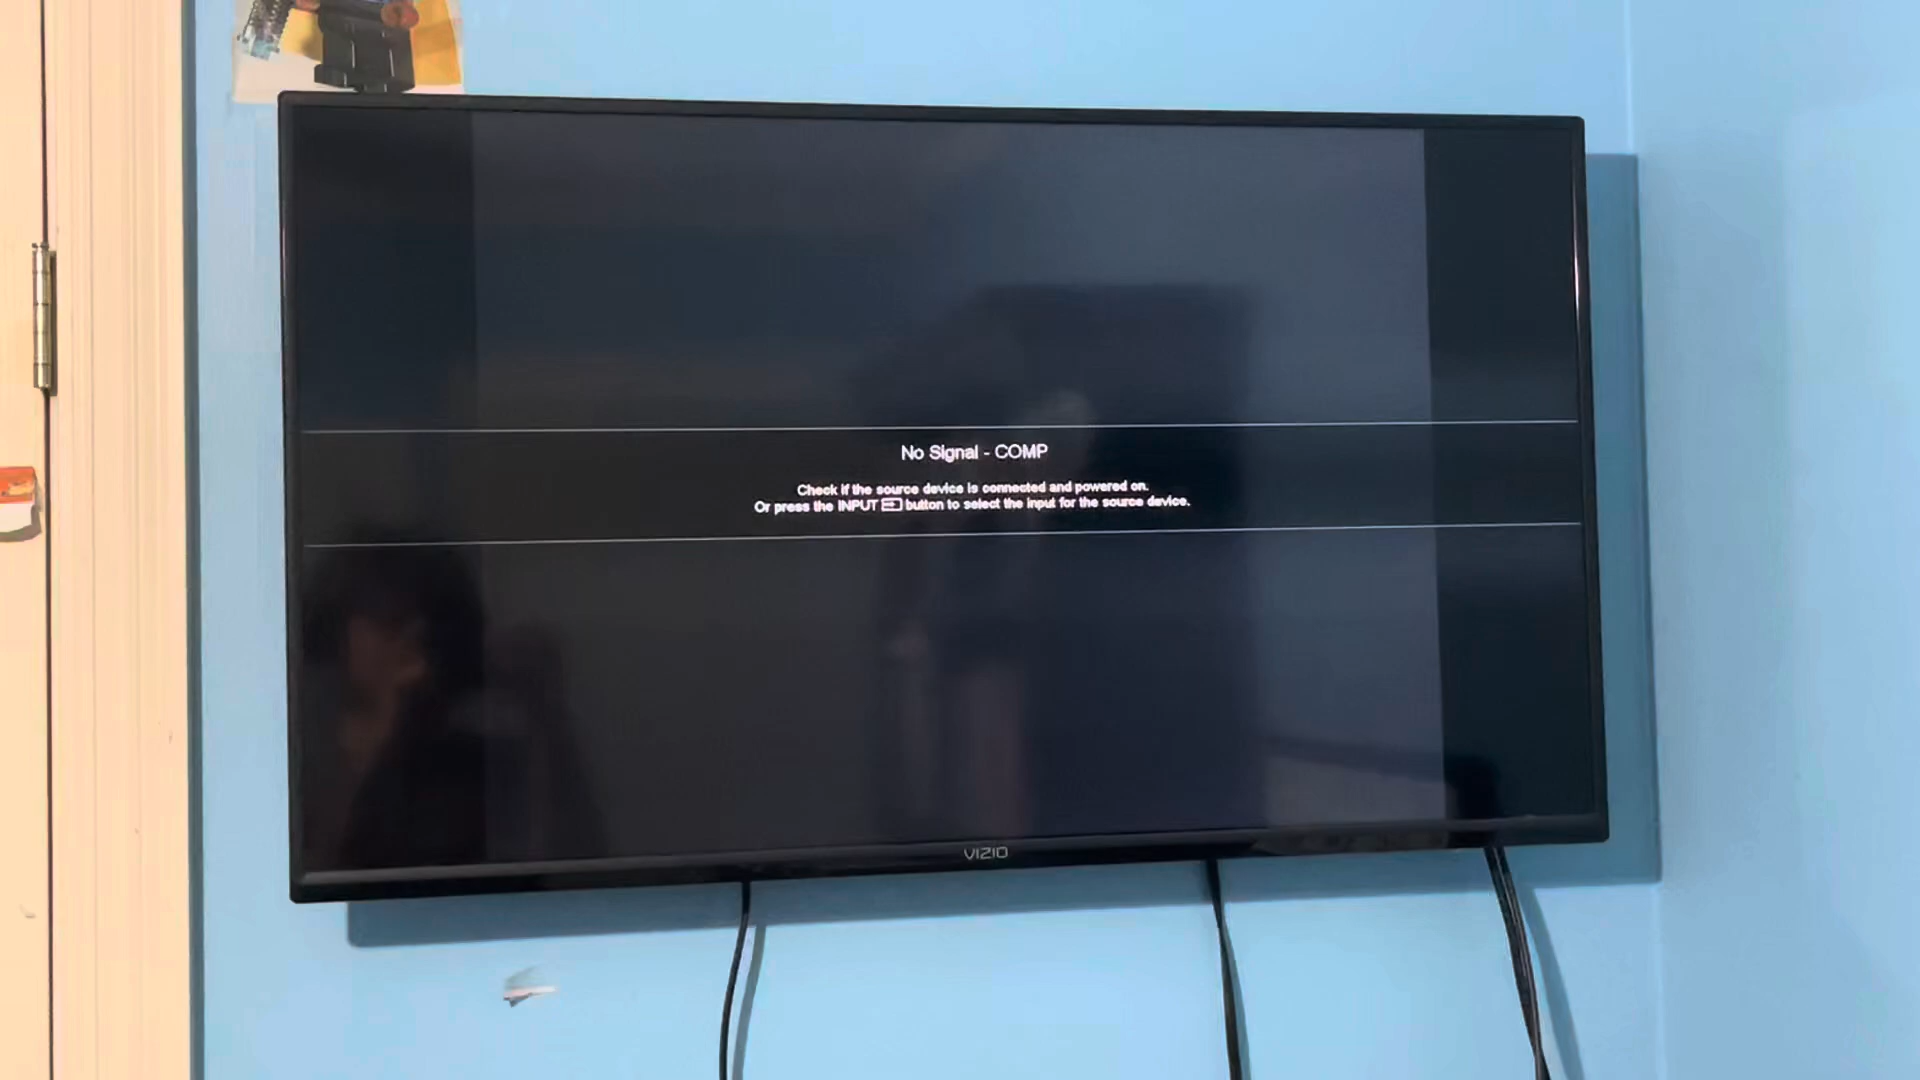 No Signal - COMP
Check if the source device is connected and powered on.
Or press the INPUT button to select the input for the source device.
VIZIO